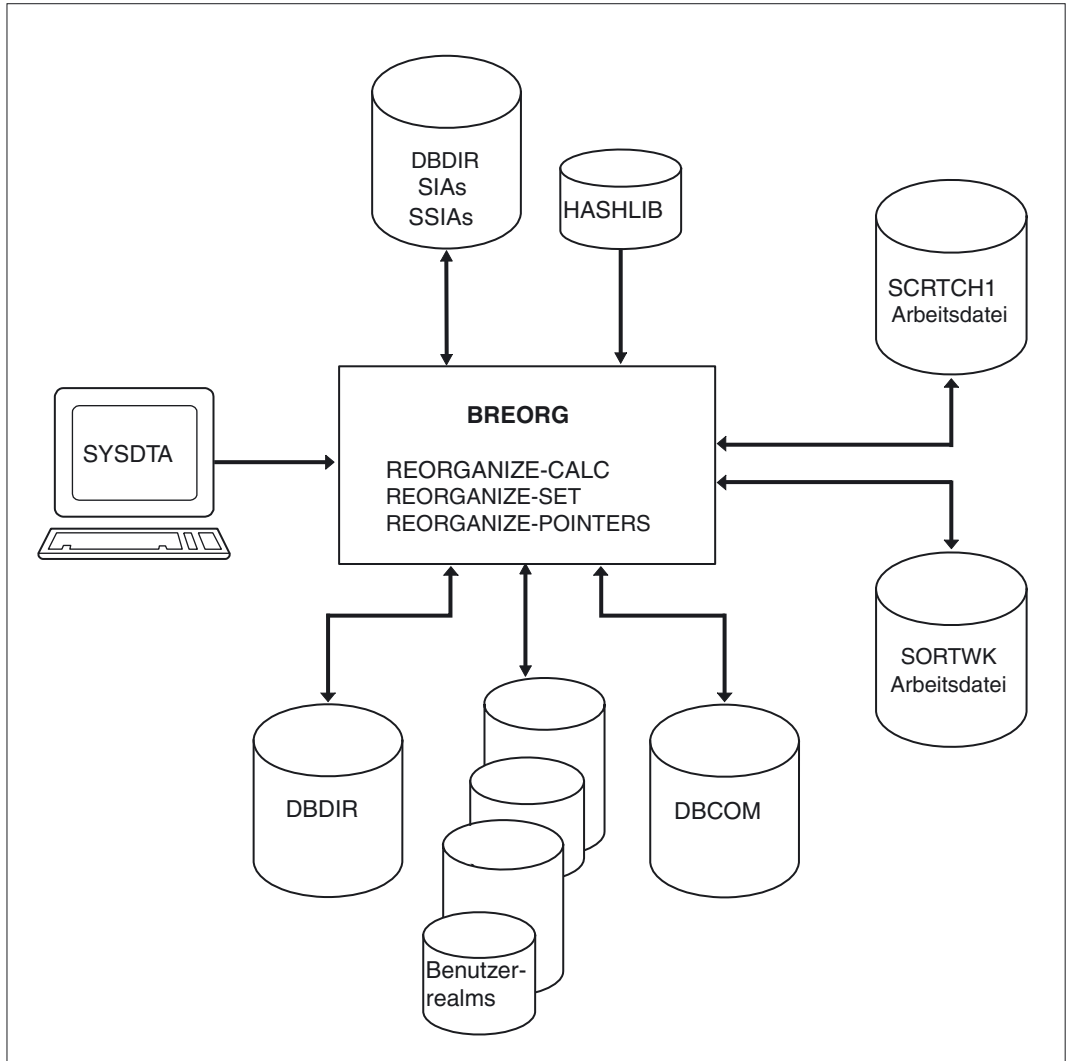 DBDIR
SIAs
SSIAs
HASHLIB
SCRTCH1
Arbeitsdatei
SYSDTA
BREORG
REORGANIZE-CALC
REORGANIZE-SET
REORGANIZE-POINTERS
SORTWK
Arbeitsdatei
DBDIR
DBCOM
Benutzer-
realms